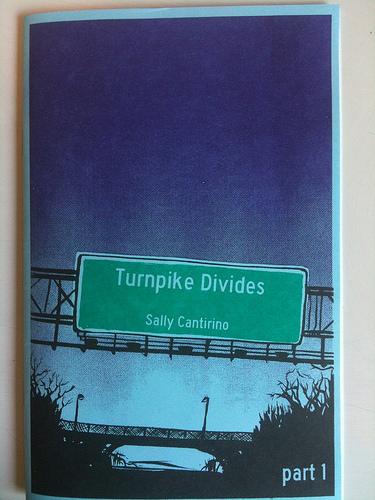 Turnpike Divides
Sally Cantirino
part 1